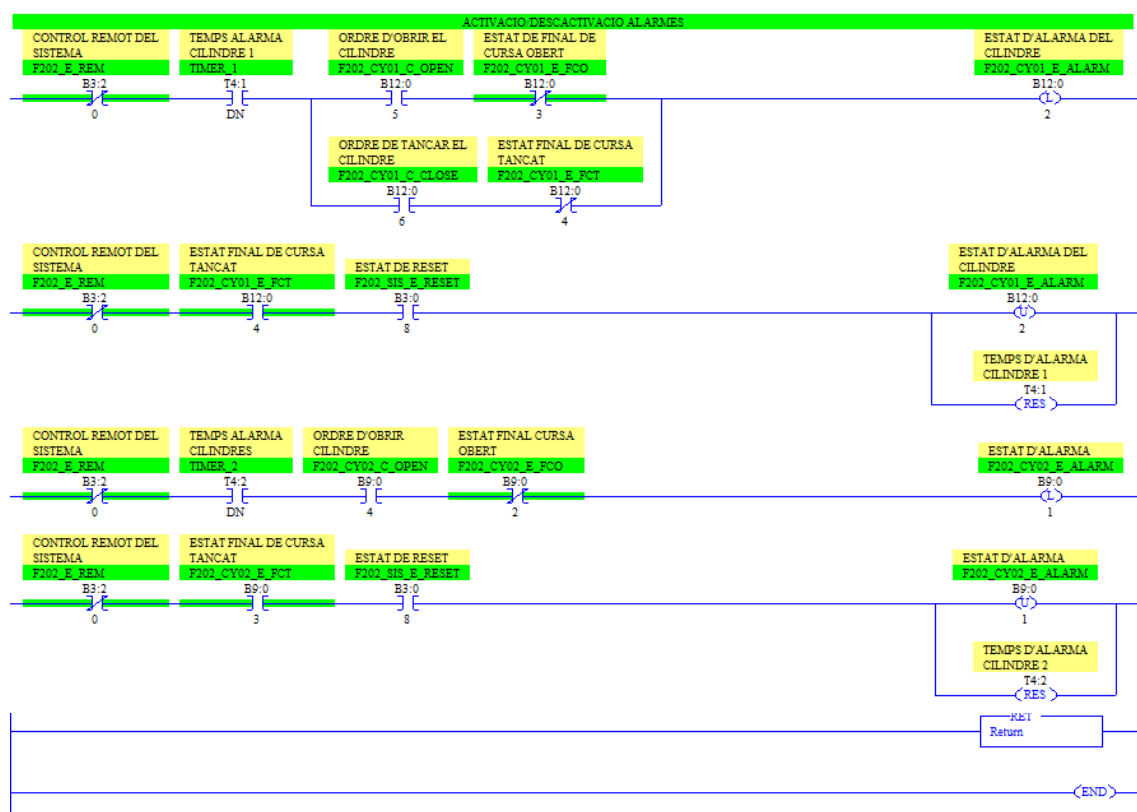 ACTIVACIO/DESCACTIVACIO ALARMES
CONTROL REMOT DEL
SISTEMA
F202_E_REM
B3:2
0
TEMPS ALARMA
CILINDRE 1
TIMER_1
T4:1
DN
ORDRE D'OBRIR EL
CILINDRE
F202_CY01_C_OPEN
B12:0
5
ESTAT DE FINAL DE
CURSA OBERT
F202_CY01_E_FCO
B12:0
3
ESTAT D'ALARMA DEL
CILINDRE
F202_CY01_E_ALARM
B12:0
L
2
ORDRE DE TANCAR EL
CILINDRE
F202_CY01_C_CLOSE
B12:0
6
ESTAT FINAL DE CURSA
TANCAT
F202_CY01_E_FCT
B12:0
4
CONTROL REMOT DEL
SISTEMA
F202_E_REM
B3:2
0
ESTAT FINAL DE CURSA
TANCAT
F202_CY01_E_FCT
B12:0
4
ESTAT DE RESET
F202_SIS_E_RESET
B3:0
8
ESTAT D'ALARMA DEL
CILINDRE
F202_CY01_E_ALARM
B12:0
U
2
TEMPS D'ALARMA
CILINDRE 1
T4:1
RES
CONTROL REMOT DEL
SISTEMA
F202_E_REM
B3:2
0
TEMPS ALARMA
CILINDRES
TIMER_2
T4:2
DN
ORDRE D'OBRIR
CILINDRE
F202_CY02_C_OPEN
B9:0
4
ESTAT FINAL CURSA
OBERT
F202_CY02_E_FCO
B9:0
2
ESTAT D'ALARMA
F202_CY02_E_ALARM
B9:0
L
1
CONTROL REMOT DEL
SISTEMA
F202_E_REM
B3:2
0
ESTAT FINAL DE CURSA
TANCAT
F202_CY02_E_FCT
B9:0
3
ESTAT DE RESET
F202_SIS_E_RESET
B3:0
8
ESTAT D'ALARMA
F202_CY02_E_ALARM
B9:0
U
1
TEMPS D'ALARMA
CILINDRE 2
T4:2
RES
RET
Return
END